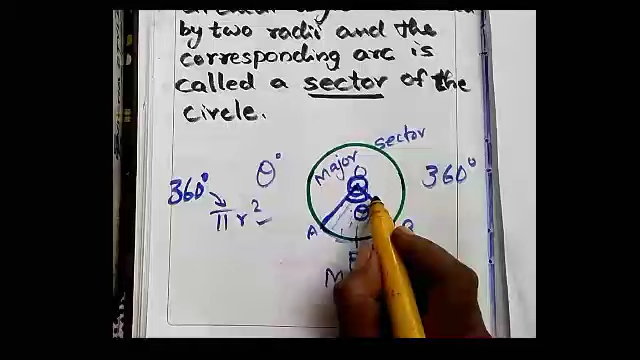 by two radii and the
corresponding arc is
called a sector of the
circle.
Major sector
θ° 360°
360°
πr²
O
θ
A B
M